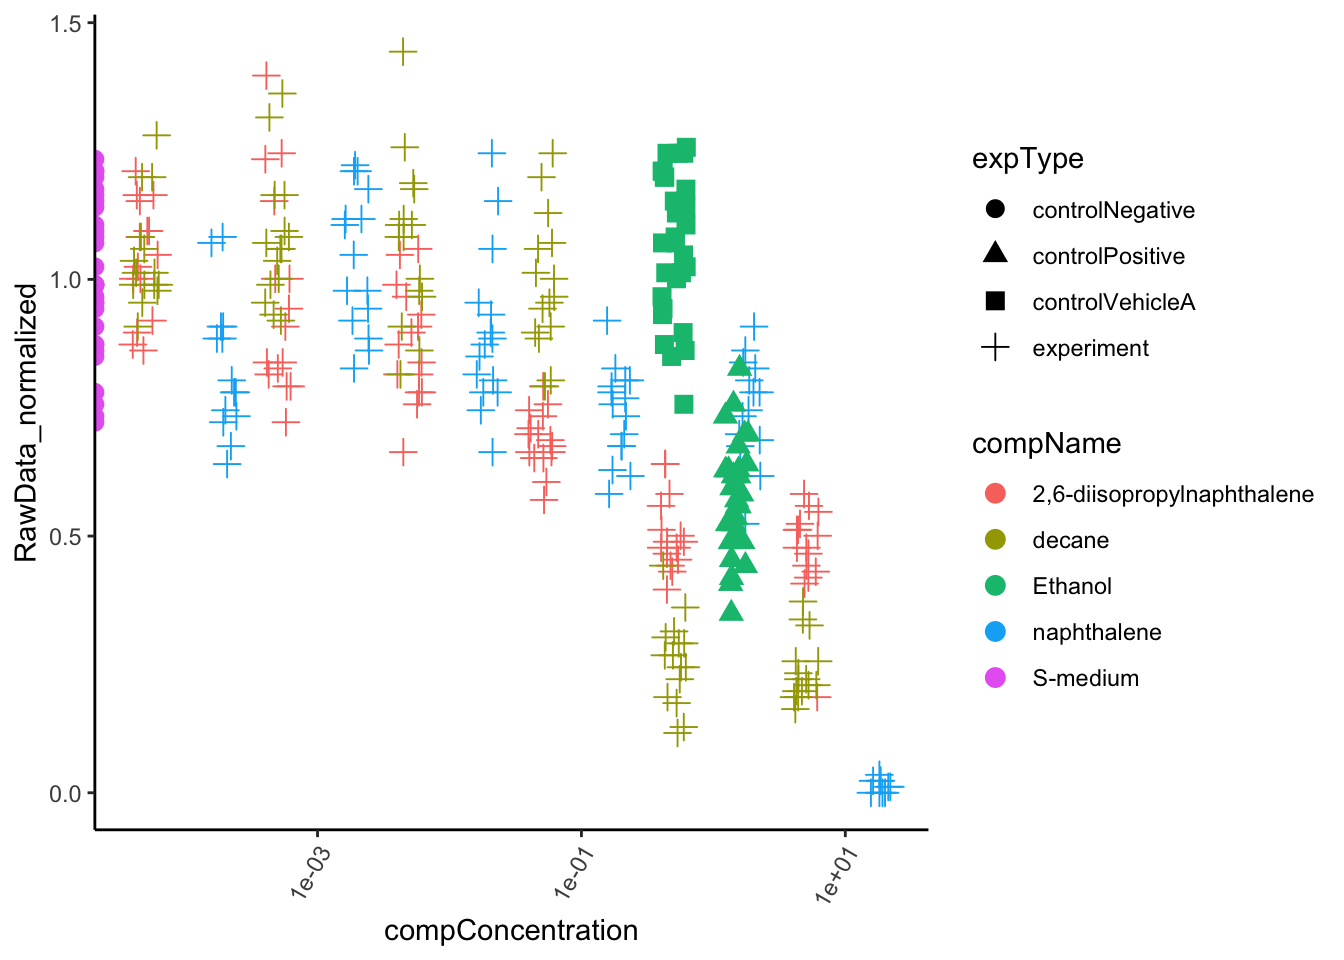 1.5
1.0
0.5
0.0
RawData_normalized
1e-03
1e-01
1e+01
compConcentration
expType
controlNegative
controlPositive
controlVehicleA
experiment
compName
2,6-diisopropylnaphthalene
decane
Ethanol
naphthalene
S-medium